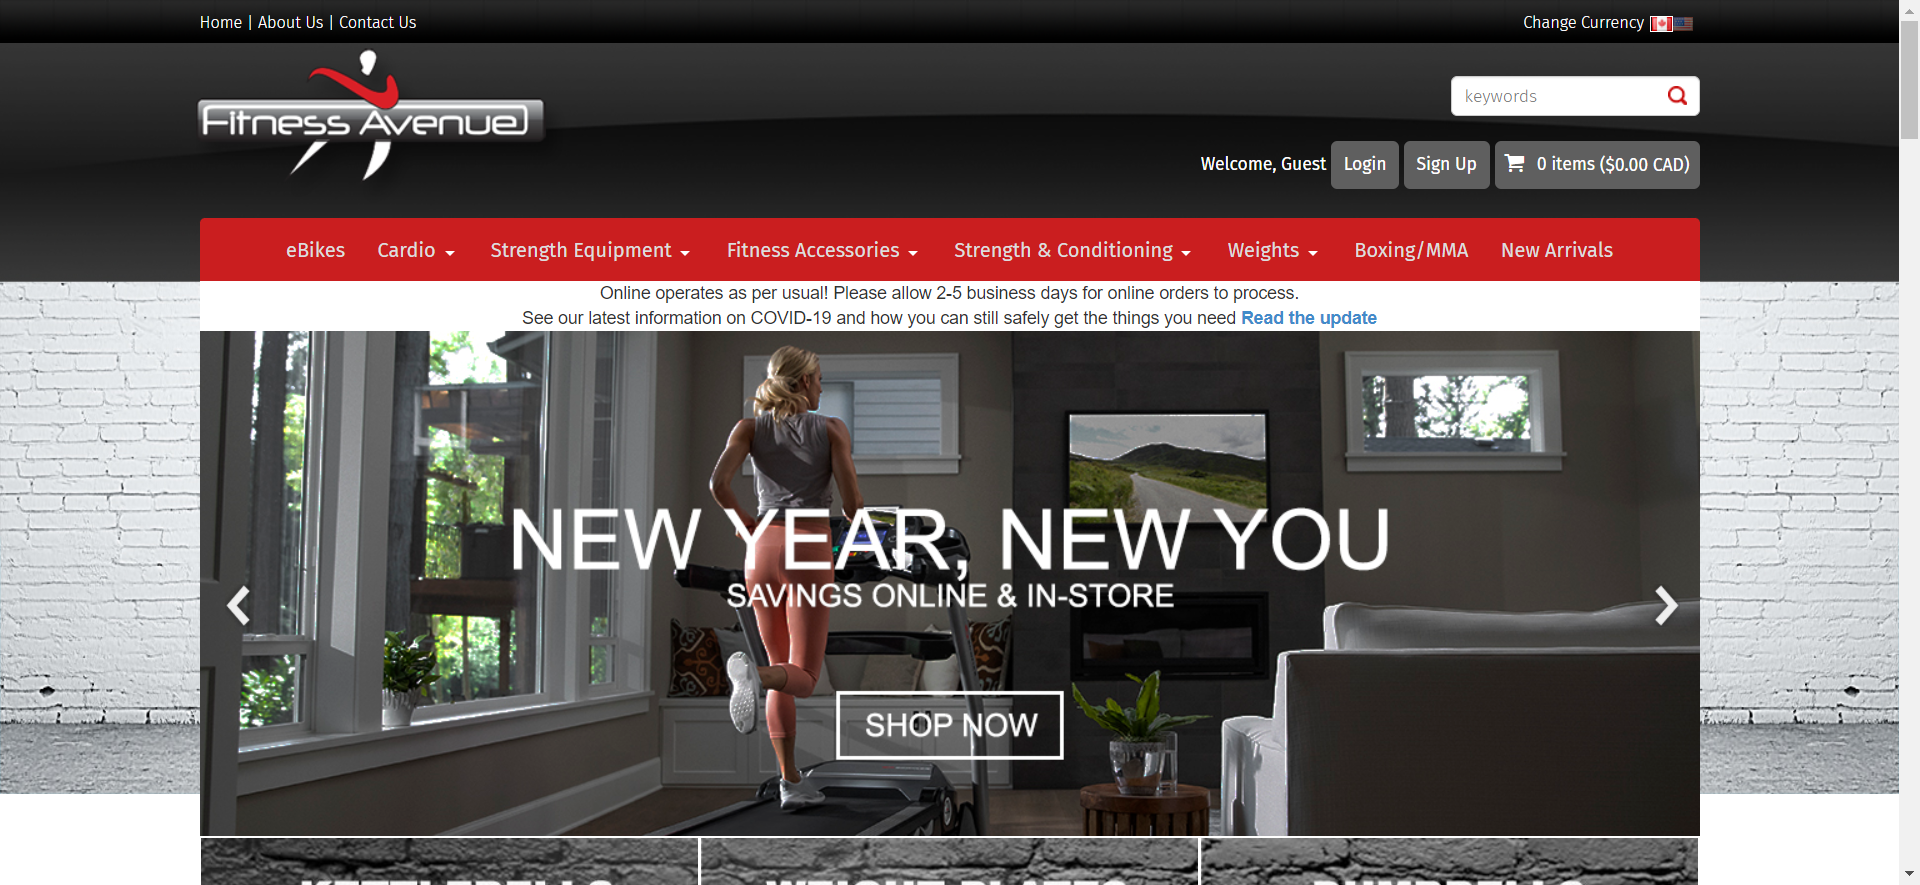 Home | About Us | Contact Us
Change Currency
Fitness Avenue
keywords
Welcome, Guest Login Sign Up 0 items ($0.00 CAD)
eBikes Cardio Strength Equipment Fitness Accessories Strength & Conditioning Weights Boxing/MMA New Arrivals
Online operates as per usual! Please allow 2-5 business days for online orders to process.
See our latest information on COVID-19 and how you can still safely get the things you need Read the update
NEW YEAR, NEW YOU
SAVINGS ONLINE & IN-STORE
SHOP NOW
KETTLEBELLS WEIGHT PLATES DUMBBELLS